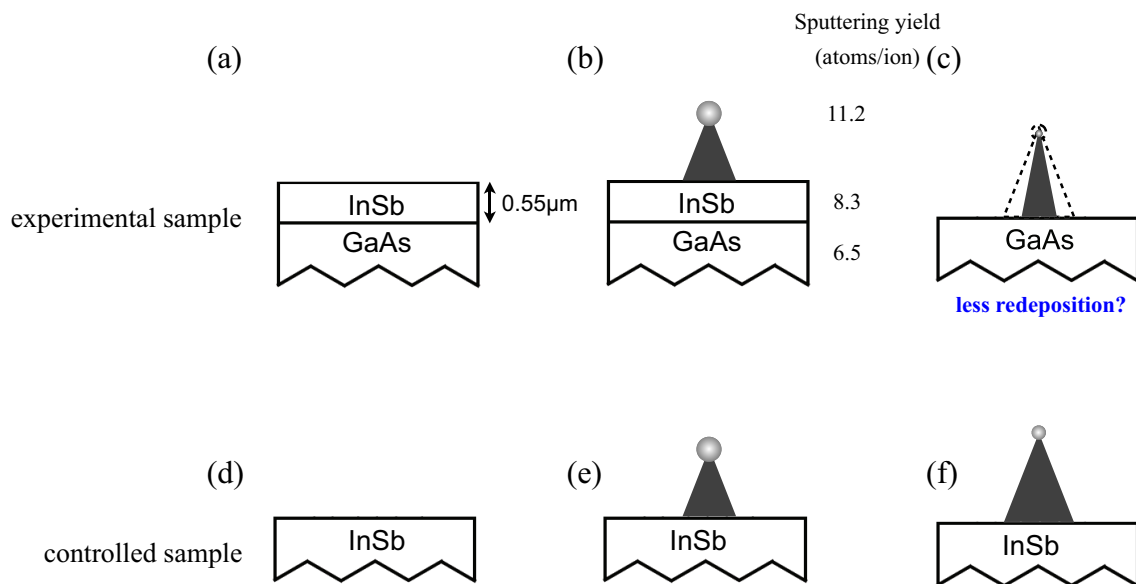 Sputtering yield
(atoms/ion)
(a)
(b)
(c)
11.2
experimental sample
InSb
0.55μm
GaAs
InSb
GaAs
8.3
6.5
GaAs
less redeposition?
(d)
(e)
(f)
controlled sample
InSb
InSb
InSb